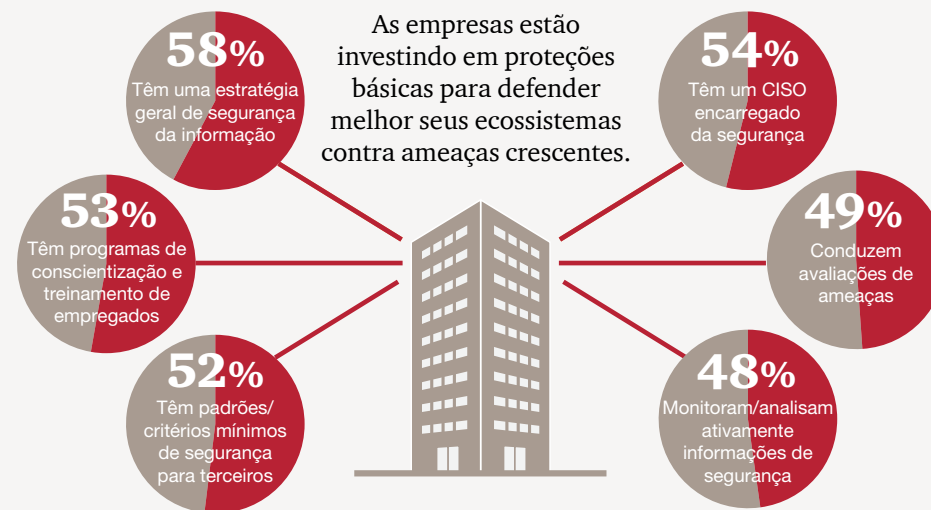 As empresas estão
investindo em proteções
básicas para defender
melhor seus ecossistemas
contra ameaças crescentes.
58%
Têm uma estratégia
geral de segurança
da informação
54%
Têm um CISO
encarregado
da segurança
53%
Têm programas de
conscientização e
treinamento de
empregados
49%
Conduzem
avaliações de
ameaças
52%
Têm padrões/
critérios mínimos
de segurança
para terceiros
48%
Monitoram/analisam
ativamente
informações de
segurança